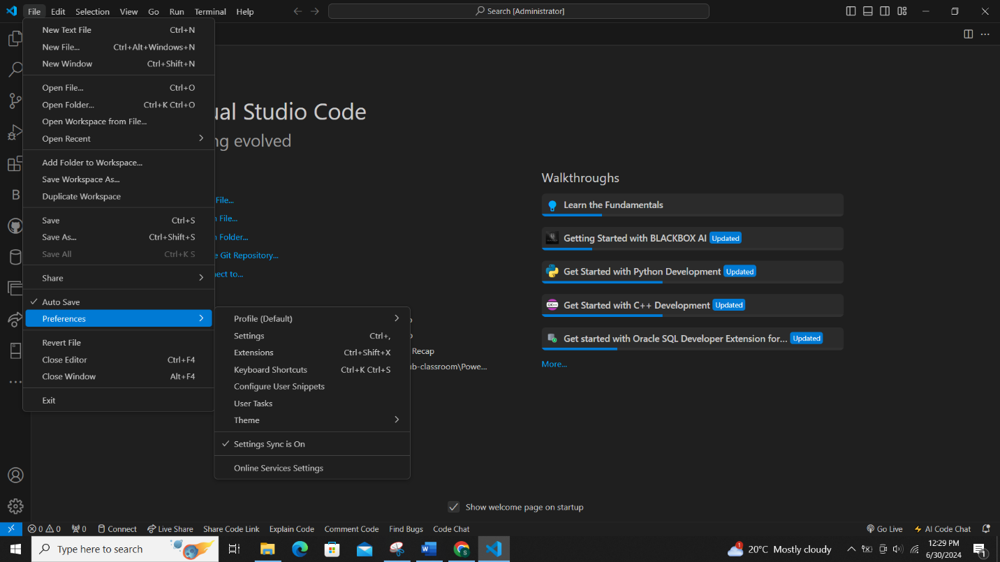 File Edit Selection View Go Run Terminal Help
Search [Administrator]
New Text File Ctrl+N
New File... Ctrl+Alt+Windows+N
New Window Ctrl+Shift+N
Open File... Ctrl+O
Open Folder... Ctrl+K Ctrl+O
Open Workspace from File...
Open Recent
Add Folder to Workspace...
Save Workspace As...
Duplicate Workspace
Save Ctrl+S
Save As... Ctrl+Shift+S
Save All Ctrl+K S
Share
Auto Save
Preferences
Revert File
Close Editor Ctrl+F4
Close Window Alt+F4
Exit
Profile (Default)
Settings Ctrl+,
Extensions Ctrl+Shift+X
Keyboard Shortcuts Ctrl+K Ctrl+S
Configure User Snippets
User Tasks
Theme
Settings Sync is On
Online Services Settings
B
ual Studio Code
ng evolved
File...
File...
Folder...
Git Repository...
to...
Recap
ub-classroom\Powe...
Walkthroughs
Learn the Fundamentals
Getting Started with BLACKBOX AI Updated
Get Started with Python Development Updated
C/C++ Get Started with C++ Development Updated
Get started with Oracle SQL Developer Extension for... Updated
More...
Show welcome page on startup
0 0 0 Connect Live Share Share Code Link Explain Code Comment Code Find Bugs Code Chat Go Live AI Code Chat
Type here to search
1 20°C Mostly cloudy
12:29 PM
6/30/2024
1